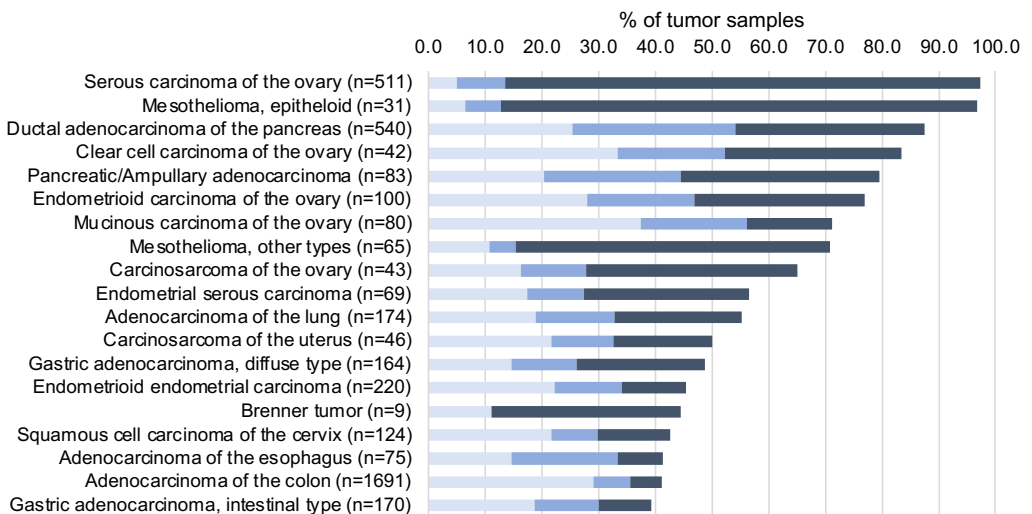 % of tumor samples
0.0 10.0 20.0 30.0 40.0 50.0 60.0 70.0 80.0 90.0 100.0
Serous carcinoma of the ovary (n=511)
Mesothelioma, epitheloid (n=31)
Ductal adenocarcinoma of the pancreas (n=540)
Clear cell carcinoma of the ovary (n=42)
Pancreatic/Ampullary adenocarcinoma (n=83)
Endometrioid carcinoma of the ovary (n=100)
Mucinous carcinoma of the ovary (n=80)
Mesothelioma, other types (n=65)
Carcinosarcoma of the ovary (n=43)
Endometrial serous carcinoma (n=69)
Adenocarcinoma of the lung (n=174)
Carcinosarcoma of the uterus (n=46)
Gastric adenocarcinoma, diffuse type (n=164)
Endometrioid endometrial carcinoma (n=220)
Brenner tumor (n=9)
Squamous cell carcinoma of the cervix (n=124)
Adenocarcinoma of the esophagus (n=75)
Adenocarcinoma of the colon (n=1691)
Gastric adenocarcinoma, intestinal type (n=170)